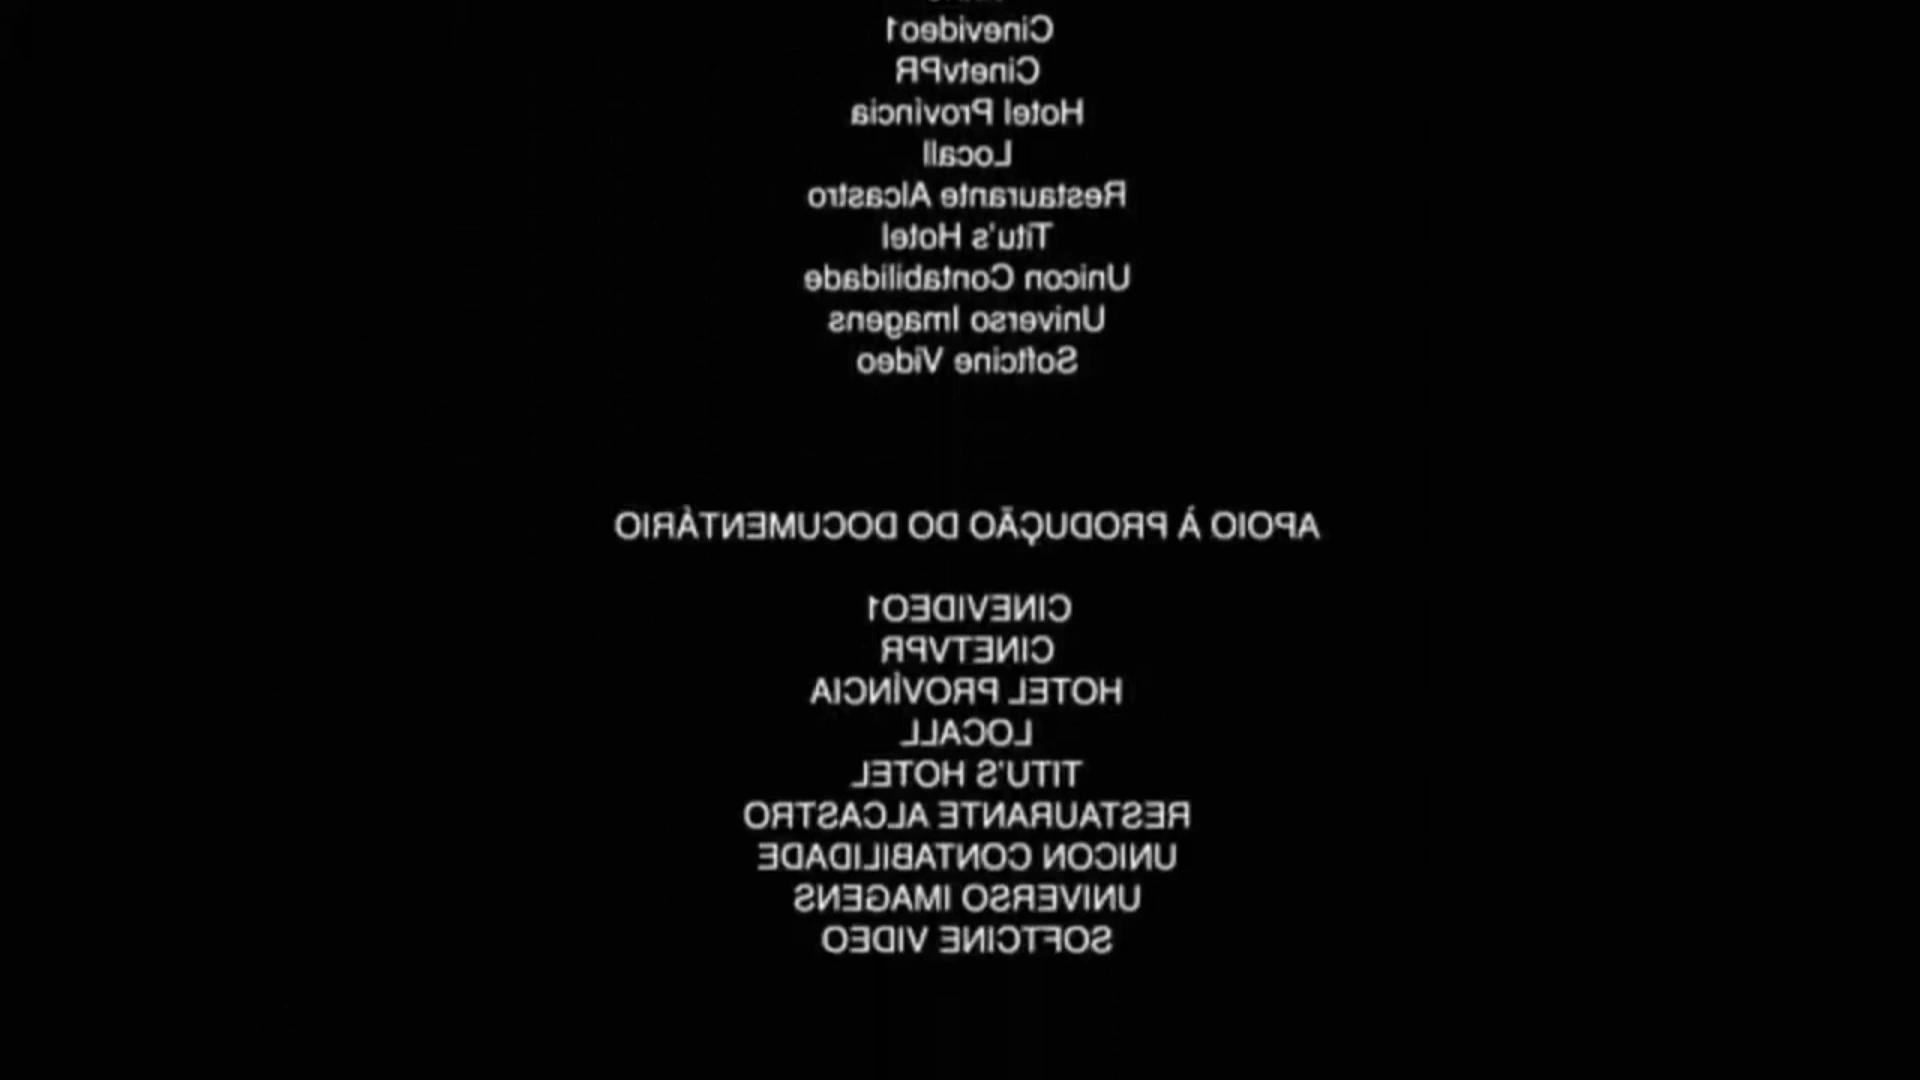 Cinevideo1
CinetvPR
Hotel Província
Locall
Restaurante Alcastro
Titu's Hotel
Unicon Contabilidade
Universo Imagens
Softcine Video
APOIO À PRODUÇÃO DO DOCUMENTÁRIO
CINEVIDEO1
CINETVPR
HOTEL PROVÍNCIA
LOCALL
TITU'S HOTEL
RESTAURANTE ALCASTRO
UNICON CONTABILIDADE
UNIVERSO IMAGENS
SOFTCINE VIDEO